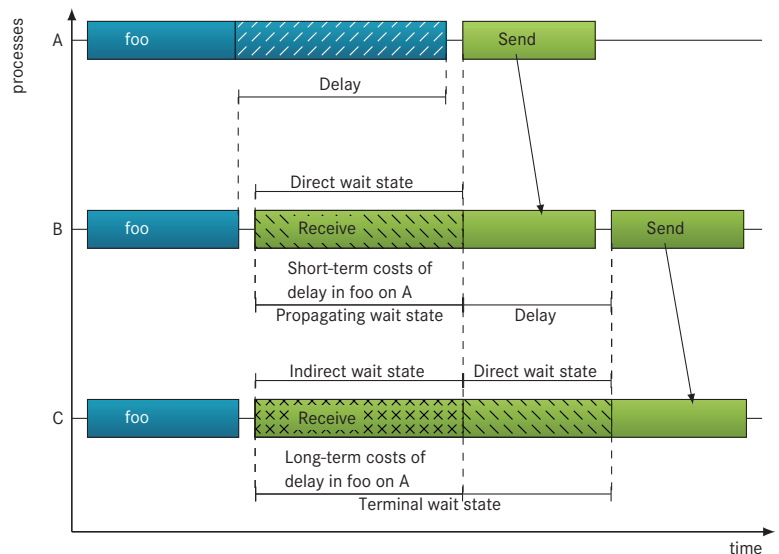 processes
A
foo
Send
Delay
Direct wait state
B
foo
Receive
Send
Short-term costs of
delay in foo on A
Propagating wait state
Delay
Indirect wait state
Direct wait state
C
foo
Receive
Long-term costs of
delay in foo on A
Terminal wait state
time